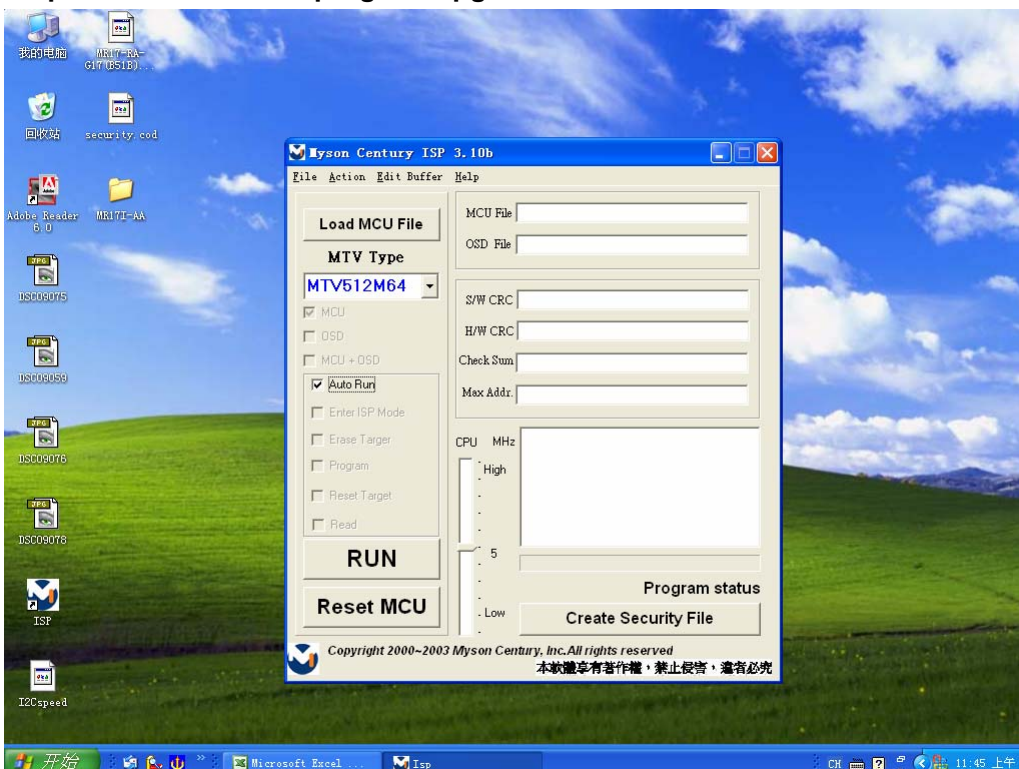 我的电脑
MR17-RA-
G17(B51B)...
回收站
security.cod
Adobe Reader
6.0
MR17I-AA
DSC09075
DSC09059
DSC09076
DSC09078
ISP
I2Cspeed
Myson Century ISP 3.10b
File Action Edit Buffer Help
Load MCU File
MTV Type
MTV512M64
MCU
OSD
MCU + OSD
Auto Run
Enter ISP Mode
Erase Targer
Program
Reset Target
Read
RUN
Reset MCU
MCU File
OSD File
S/W CRC
H/W CRC
Check Sum
Max Addr.
CPU MHz
High
5
Low
Program status
Create Security File
Copyright 2000~2003 Myson Century, Inc.All rights reserved
本軟體享有著作權，禁止侵害，違者必究
开始
Microsoft Excel ...
Isp
CH
11:45 上午